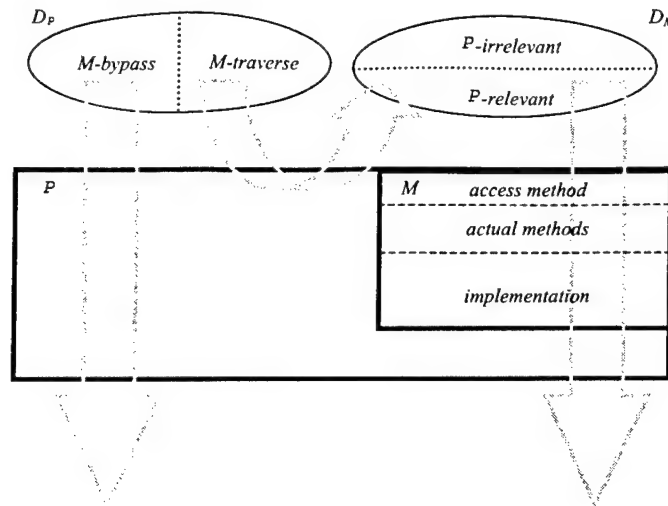 D_P
D_M
M-bypass
M-traverse
P-irrelevant
P-relevant
P
M
access method
actual methods
implementation